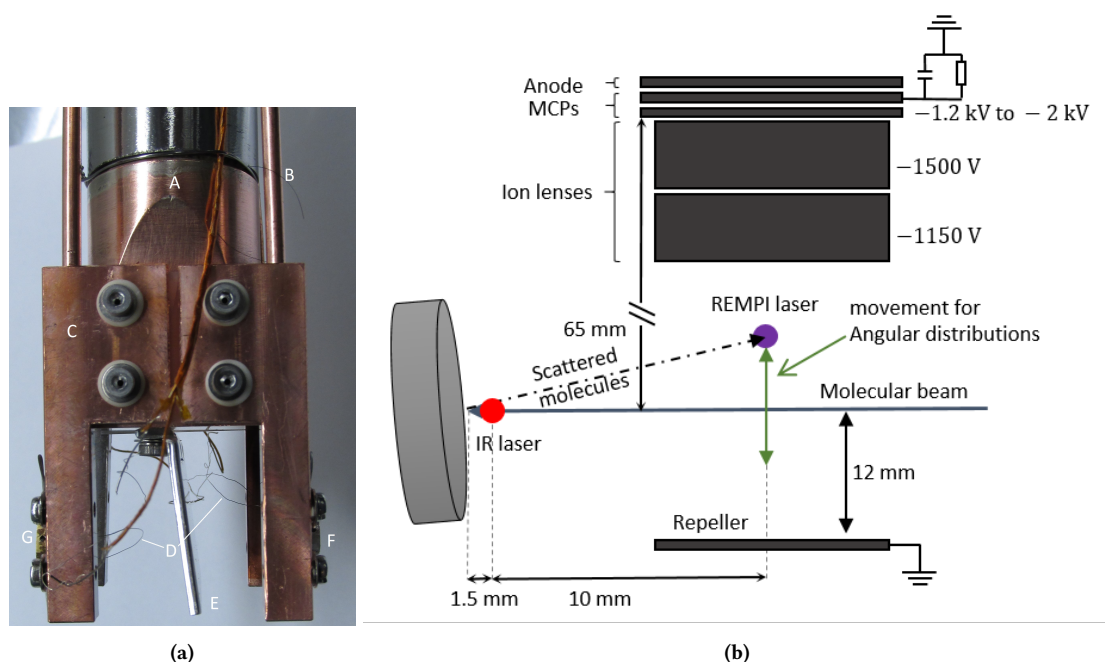 A
B
C
D
E
F
G
(a)
Anode
MCPs
−1.2 kV to − 2 kV
−1500 V
Ion lenses
−1150 V
REMPI laser
movement for
Angular distributions
65 mm
Scattered
molecules
Molecular beam
IR laser
12 mm
Repeller
1.5 mm
10 mm
(b)